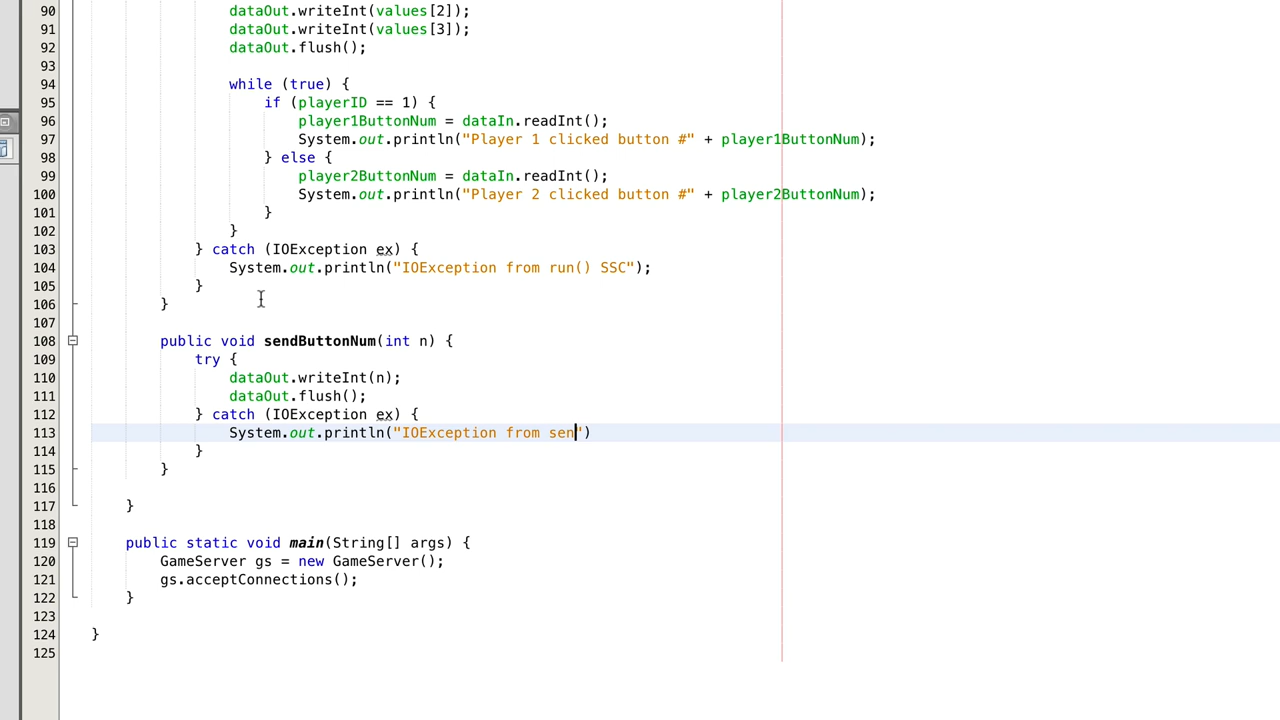 90 dataOut.writeInt(values[2]);
91 dataOut.writeInt(values[3]);
92 dataOut.flush();
93
94 while (true) {
95 if (playerID == 1) {
96 player1ButtonNum = dataIn.readInt();
97 System.out.println("Player 1 clicked button #" + player1ButtonNum);
98 } else {
99 player2ButtonNum = dataIn.readInt();
100 System.out.println("Player 2 clicked button #" + player2ButtonNum);
101 }
102 }
103 } catch (IOException ex) {
104 System.out.println("IOException from run() SSC");
105 }
106 }
107
108 public void sendButtonNum(int n) {
109 try {
110 dataOut.writeInt(n);
111 dataOut.flush();
112 } catch (IOException ex) {
113 System.out.println("IOException from sen")
114 }
115 }
116
117 }
118
119 public static void main(String[] args) {
120 GameServer gs = new GameServer();
121 gs.acceptConnections();
122 }
123
124 }
125